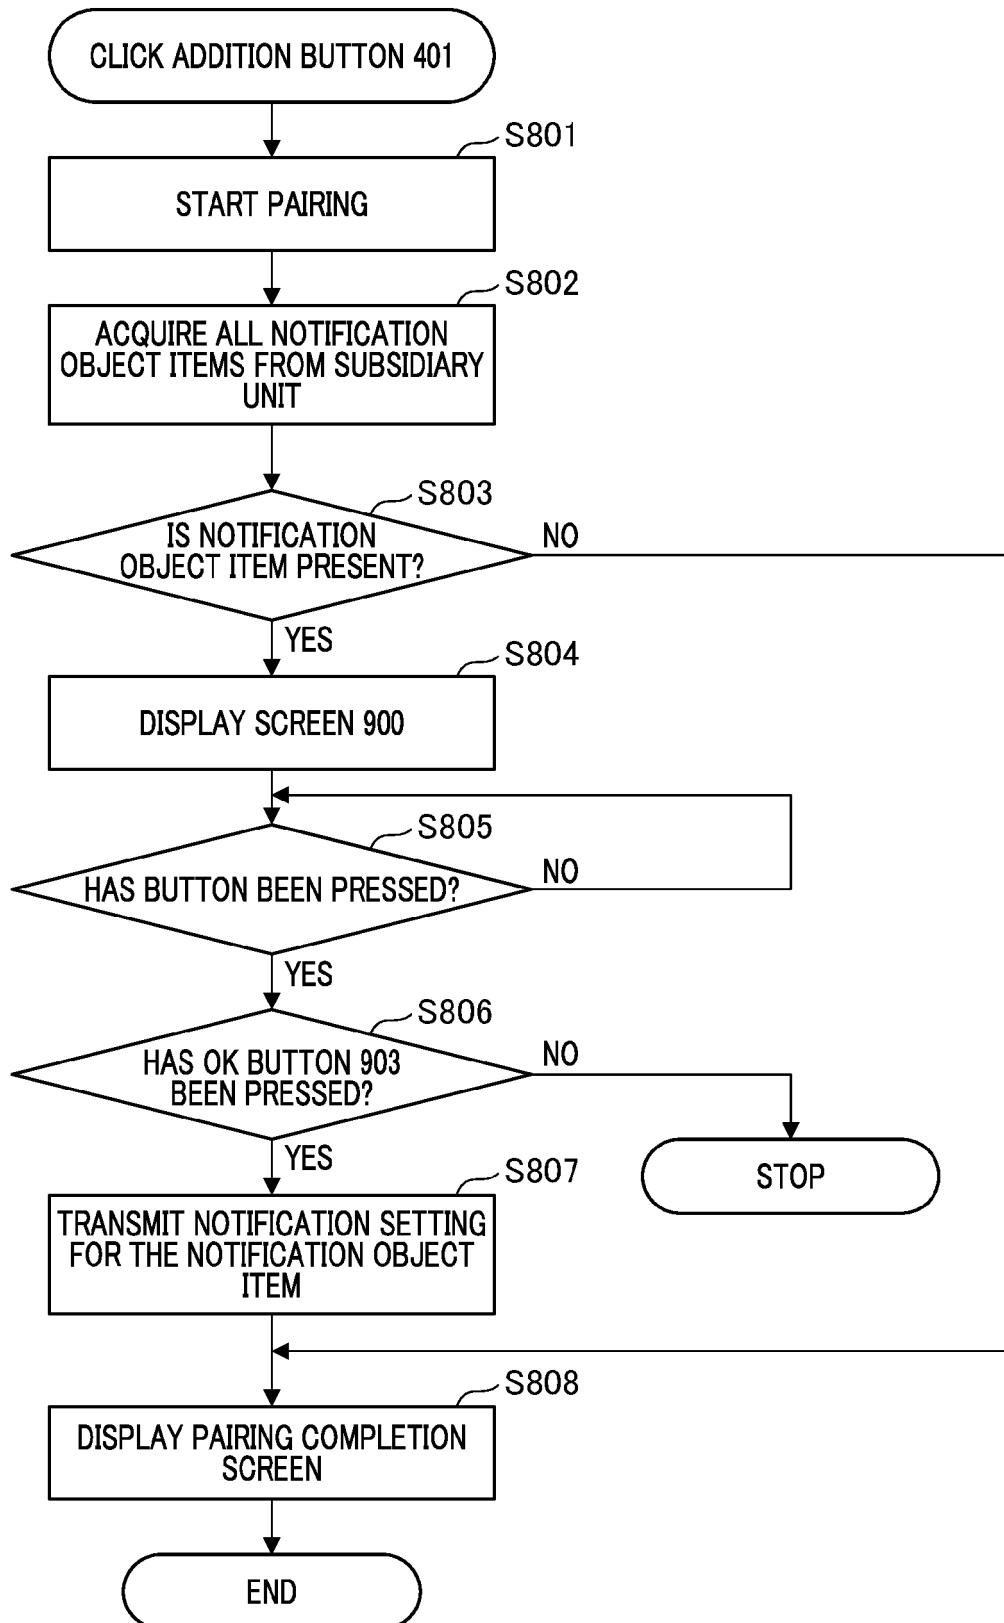 CLICK ADDITION BUTTON 401
S801
START PAIRING
S802
ACQUIRE ALL NOTIFICATION
OBJECT ITEMS FROM SUBSIDIARY
UNIT
S803
IS NOTIFICATION
OBJECT ITEM PRESENT?
NO
YES
S804
DISPLAY SCREEN 900
S805
HAS BUTTON BEEN PRESSED?
NO
YES
S806
HAS OK BUTTON 903
BEEN PRESSED?
NO
YES
STOP
S807
TRANSMIT NOTIFICATION SETTING
FOR THE NOTIFICATION OBJECT
ITEM
S808
DISPLAY PAIRING COMPLETION
SCREEN
END